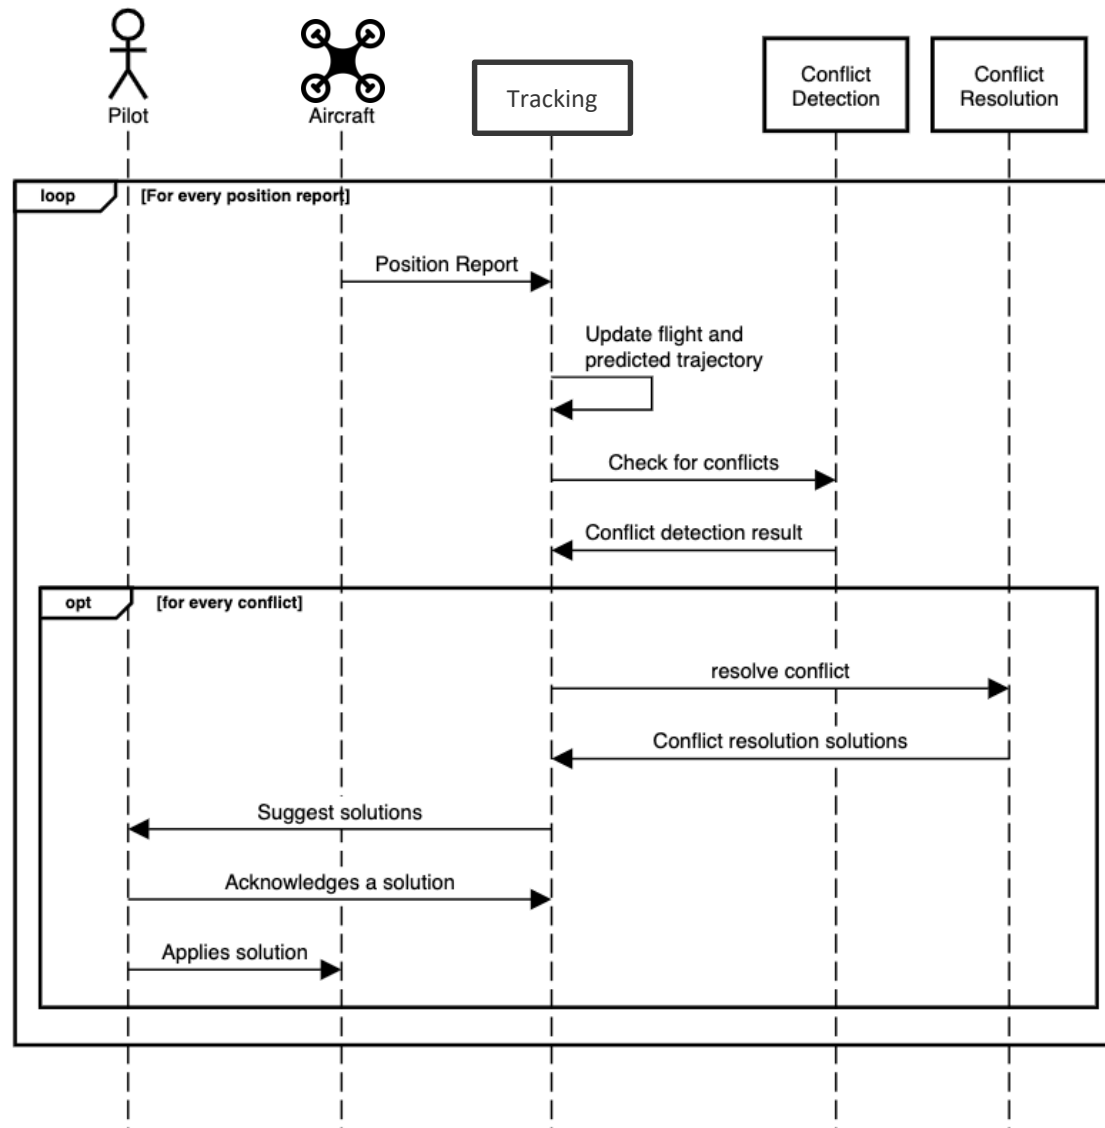 Pilot
Aircraft
Tracking
Conflict
Detection
Conflict
Resolution
loop
[For every position report]
Position Report
Update flight and
predicted trajectory
Check for conflicts
Conflict detection result
opt
[for every conflict]
resolve conflict
Conflict resolution solutions
Suggest solutions
Acknowledges a solution
Applies solution